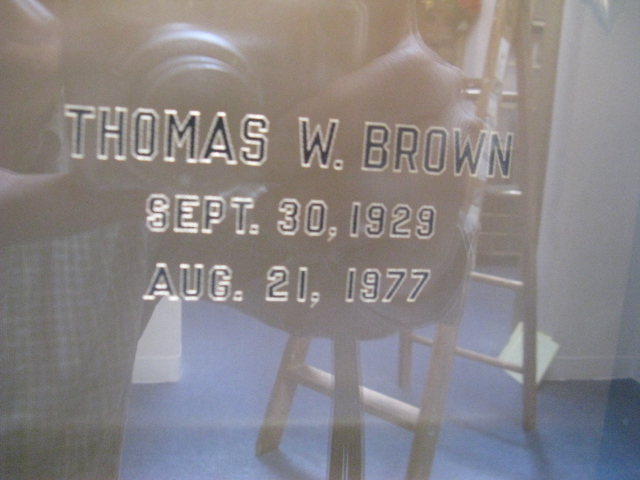 THOMAS W. BROWN
SEPT. 30, 1929
AUG. 21, 1977